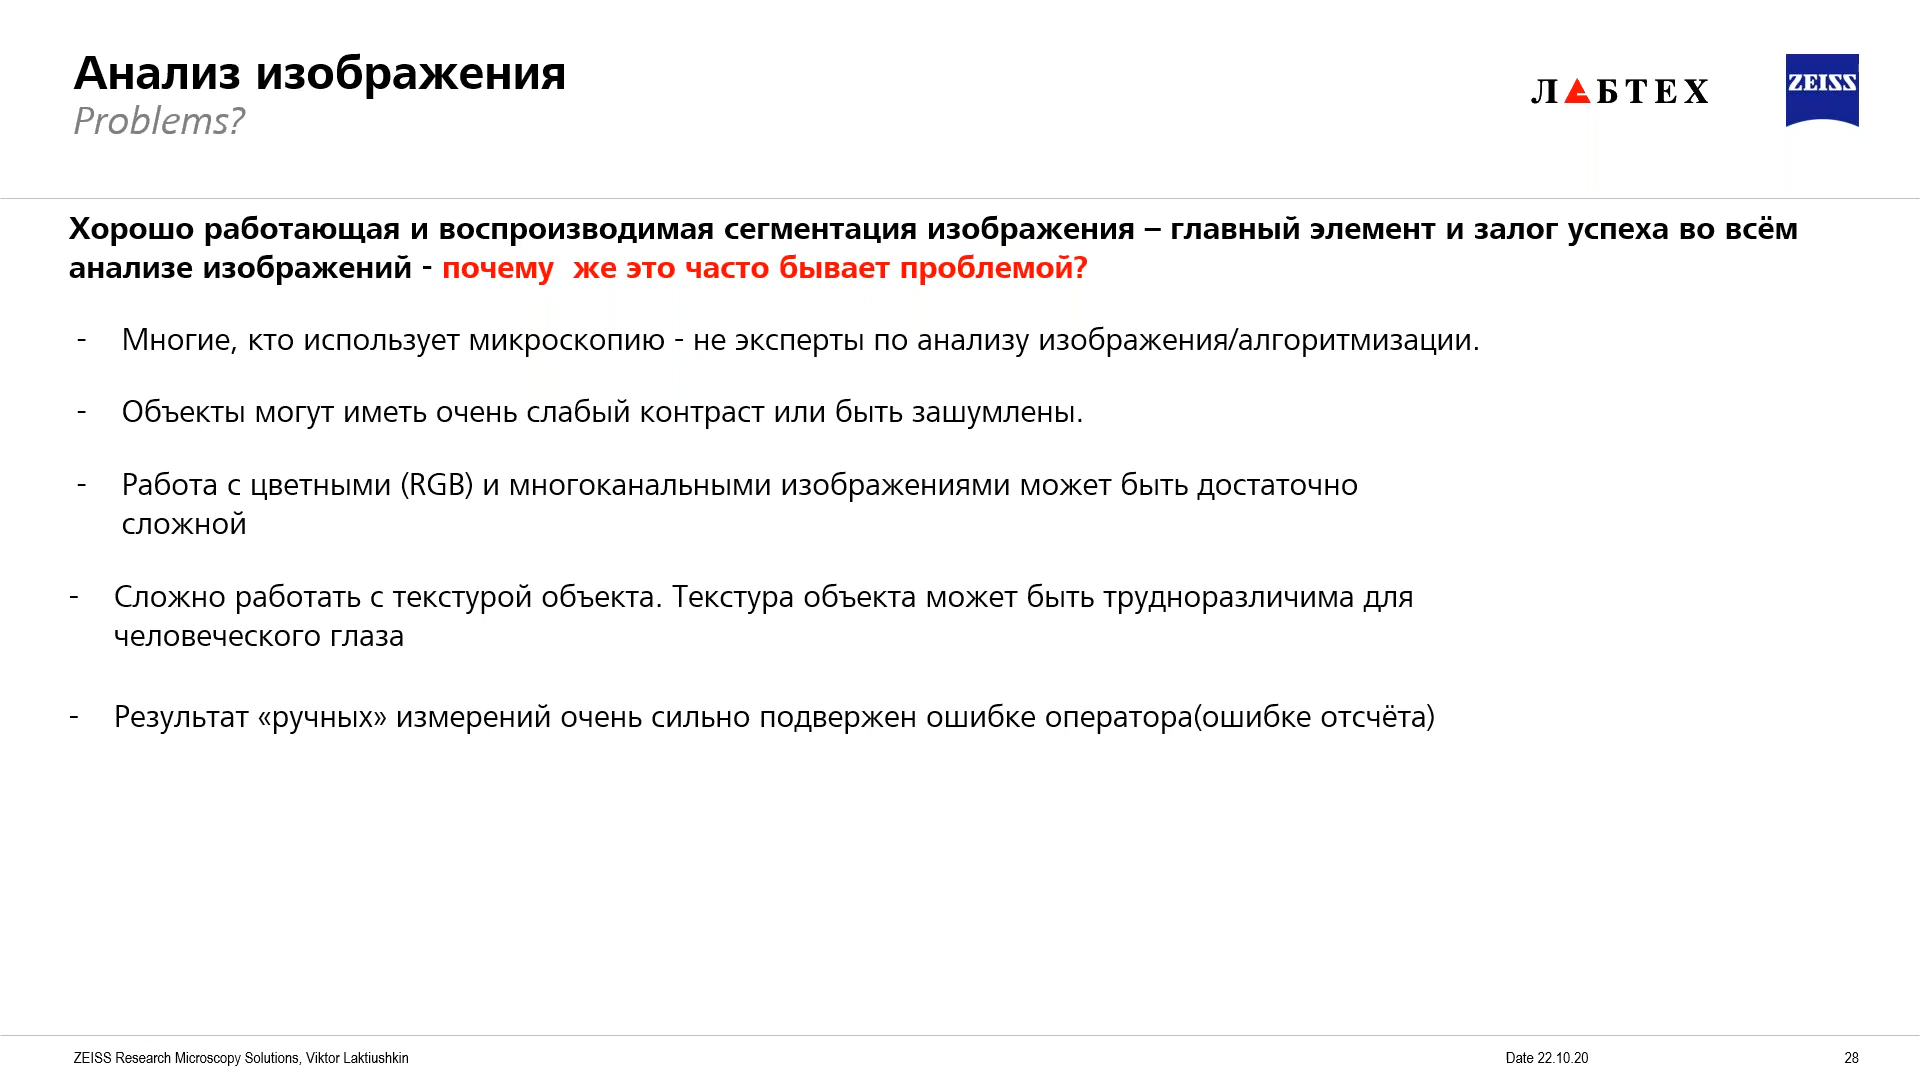 Анализ изображения
Problems?
ЛАБТЕХ
ZEISS
Хорошо работающая и воспроизводимая сегментация изображения – главный элемент и залог успеха во всём
анализе изображений - почему  же это часто бывает проблемой?
- Многие, кто использует микроскопию - не эксперты по анализу изображения/алгоритмизации.
- Объекты могут иметь очень слабый контраст или быть зашумлены.
- Работа с цветными (RGB) и многоканальными изображениями может быть достаточно
сложной
- Сложно работать с текстурой объекта. Текстура объекта может быть трудноразличима для
человеческого глаза
- Результат «ручных» измерений очень сильно подвержен ошибке оператора(ошибке отсчёта)
ZEISS Research Microscopy Solutions, Viktor Laktiushkin
Date 22.10.20
28